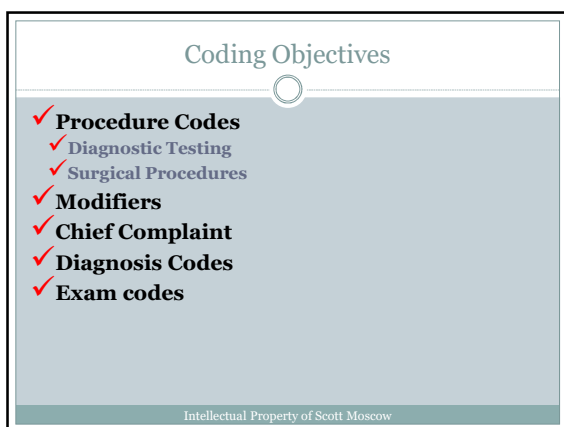 Coding Objectives
Procedure Codes
Diagnostic Testing
Surgical Procedures
Modifiers
Chief Complaint
Diagnosis Codes
Exam codes
Intellectual Property of Scott Moscow